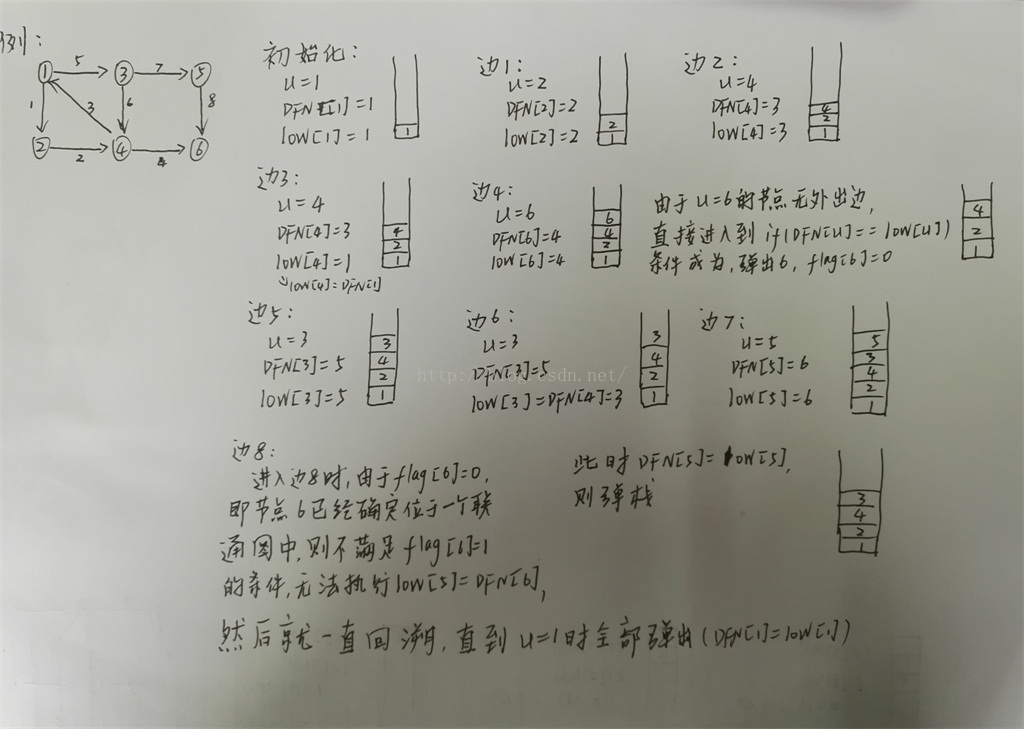 例:
1 5 3 7 5
1 3 6 8
2 2 4 4 6
初始化:
u=1
DFN[1]=1
low[1]=1
1
边1:
u=2
DFN[2]=2
low[2]=2
2
1
边2:
u=4
DFN[4]=3
low[4]=3
4
2
1
边3:
u=4
DFN[4]=3
low[4]=1
↳low[4]=DFN[1]
4
2
1
边4:
u=6
DFN[6]=4
low[6]=4
6
4
2
1
由于u=6的节点无外出边,
直接进入到if(DFN[u]==low[u])
条件成为,弹出6,flag[6]=0
4
2
1
边5:
u=3
DFN[3]=5
low[3]=5
3
4
2
1
边6:
u=3
DFN[3]=5
low[3]=DFN[4]=3
3
4
2
1
边7:
u=5
DFN[5]=6
low[5]=6
5
3
4
2
1
边8:
进入边8时,由于flag[6]=0,
即节点6已经确定位于一个联
通图中,则不满足flag[6]=1
的条件,无法执行low[5]=DFN[6],
此时DFN[5]=low[5],
则弹栈
3
4
2
1
然后就一直回溯,直到u=1时全部弹出(DFN[1]=low[1])